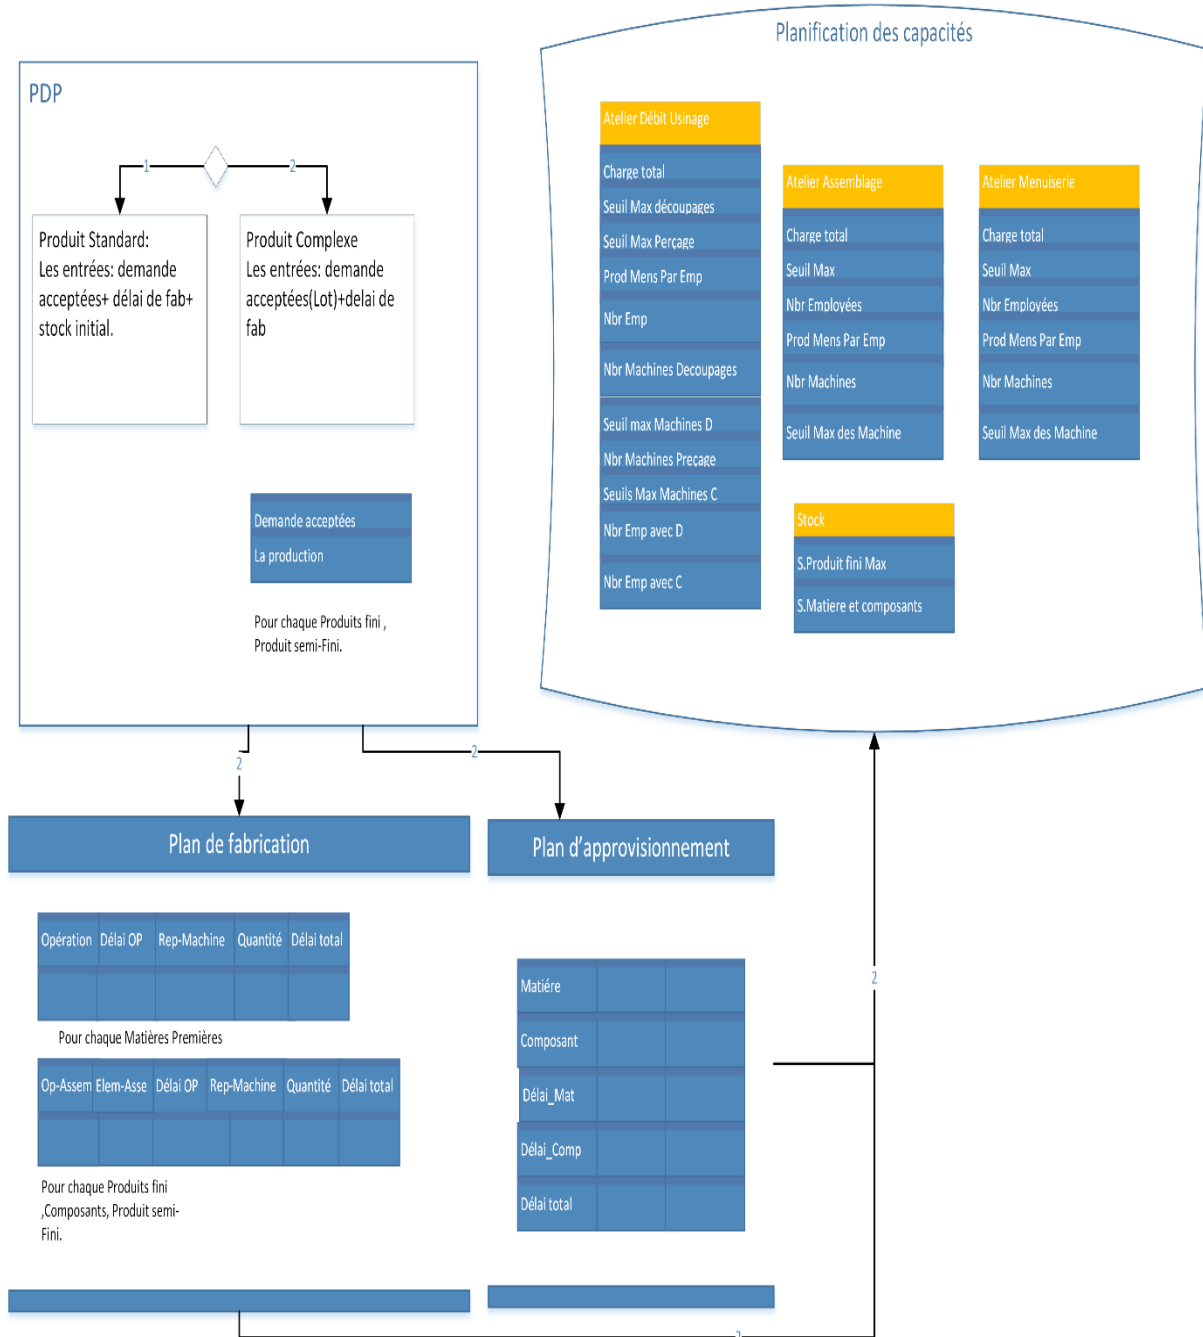 PDP
1
2
Produit Standard:
Les entrées: demande
acceptées+ délai de fab+
stock initial.
Produit Complexe
Les entrées: demande
acceptées(Lot)+delai de
fab
Demande acceptées
La production
Pour chaque Produits fini ,
Produit semi-Fini.
Planification des capacités
Atelier Débit Usinage
Charge total
Seuil Max découpages
Seuil Max Perçage
Prod Mens Par Emp
Nbr Emp
Nbr Machines Decoupages
Seuil max Machines D
Nbr Machines Preçage
Seuils Max Machines C
Nbr Emp avec D
Nbr Emp avec C
Atelier Assemblage
Charge total
Seuil Max
Nbr Employées
Prod Mens Par Emp
Nbr Machines
Seuil Max des Machine
Atelier Menuiserie
Charge total
Seuil Max
Nbr Employées
Prod Mens Par Emp
Nbr Machines
Seuil Max des Machine
Stock
S.Produit fini Max
S.Matiere et composants
2
2
Plan de fabrication
Opération Délai OP Rep-Machine Quantité Délai total
Pour chaque Matières Premières
Op-Assem Elem-Asse Délai OP Rep-Machine Quantité Délai total
Pour chaque Produits fini
,Composants, Produit semi-
Fini.
Plan d’approvisionnement
Matiére
Composant
Délai_Mat
Délai_Comp
Délai total
2
2